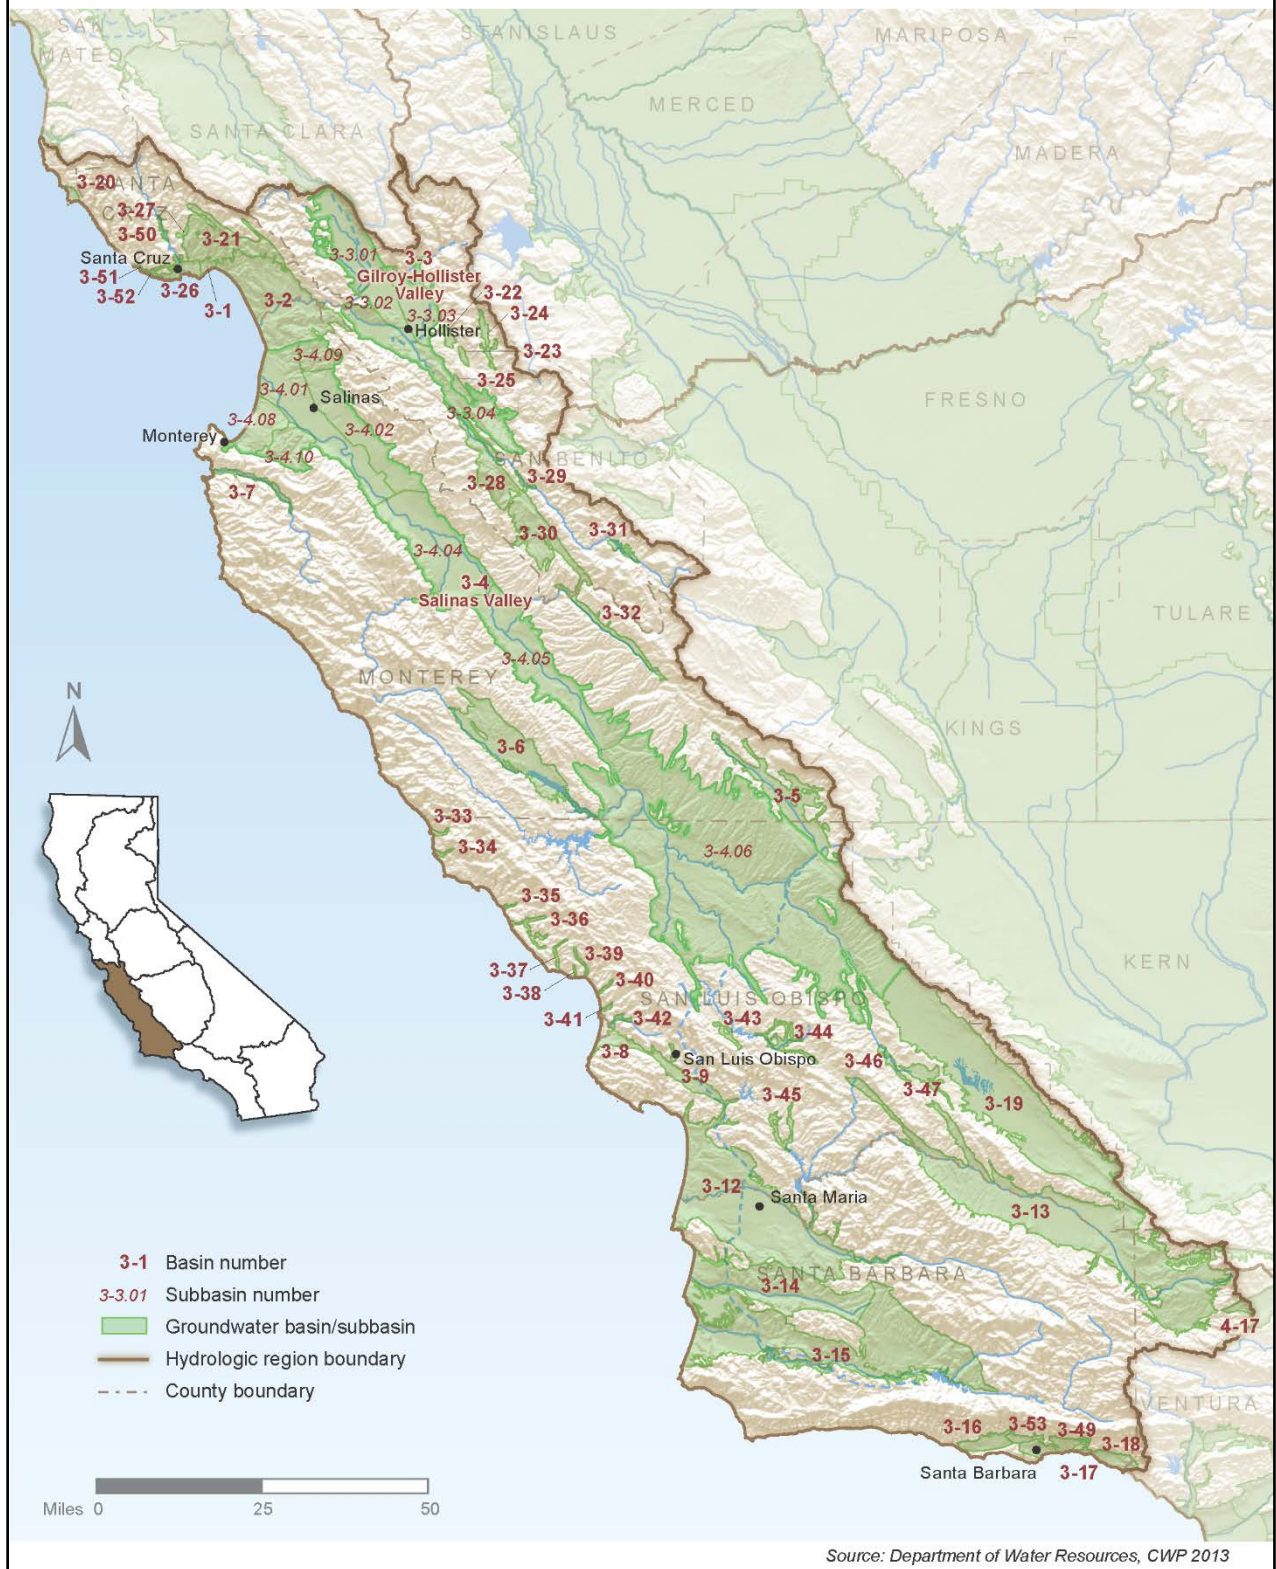 SAN
MATEO
STANISLAUS
MARIPOSA
MERCED
SANTA CLARA
MADERA
3-20
SANTA
CRUZ
3-27
3-50
3-21
Santa Cruz
3-51
3-52
3-26
3-1
3-2
3-3.01
3-3
Gilroy-Hollister
Valley
3-3.02
3-3.03
Hollister
3-22
3-24
3-23
3-25
3-4.09
3-4.01
Salinas
3-3.04
3-4.08
3-4.02
Monterey
3-4.10
FRESNO
SAN BENITO
3-7
3-28
3-29
3-30
3-31
3-4.04
3-4
Salinas Valley
3-32
TULARE
3-4.05
MONTEREY
N
KINGS
3-6
3-5
3-33
3-34
3-4.06
3-35
3-36
3-39
3-37
3-38
3-40
KERN
SAN LUIS OBISPO
3-41
3-42
3-43
3-44
3-8
San Luis Obispo
3-46
3-9
3-47
3-45
3-19
3-12
Santa Maria
3-13
3-1 Basin number
3-3.01 Subbasin number
Groundwater basin/subbasin
Hydrologic region boundary
County boundary
SANTA BARBARA
3-14
4-17
3-15
VENTURA
3-16
3-53
3-49
3-18
Santa Barbara
3-17
Miles 0 25 50
Source: Department of Water Resources, CWP 2013